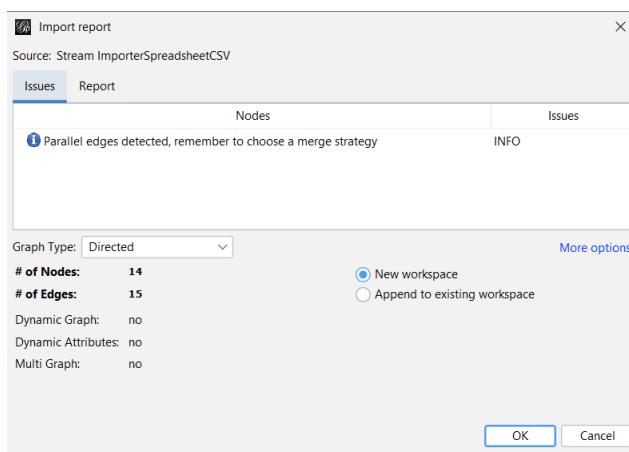 Import report
Source: Stream ImporterSpreadsheetCSV
Issues Report
Nodes Issues
Parallel edges detected, remember to choose a merge strategy INFO
Graph Type: Directed More options
# of Nodes: 14 New workspace
# of Edges: 15 Append to existing workspace
Dynamic Graph: no
Dynamic Attributes: no
Multi Graph: no
OK Cancel